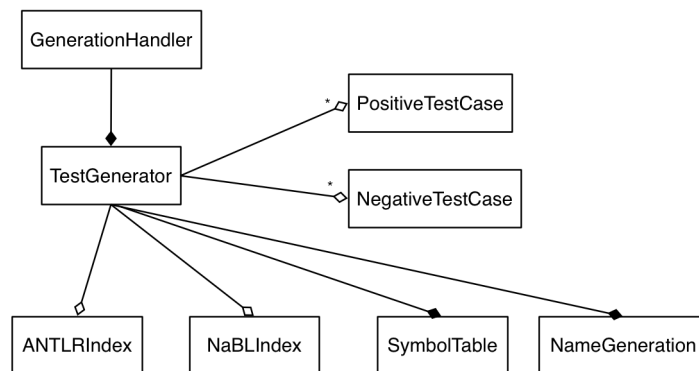 GenerationHandler
*
PositiveTestCase
TestGenerator
*
NegativeTestCase
ANTLRIndex
NaBLIndex
SymbolTable
NameGeneration